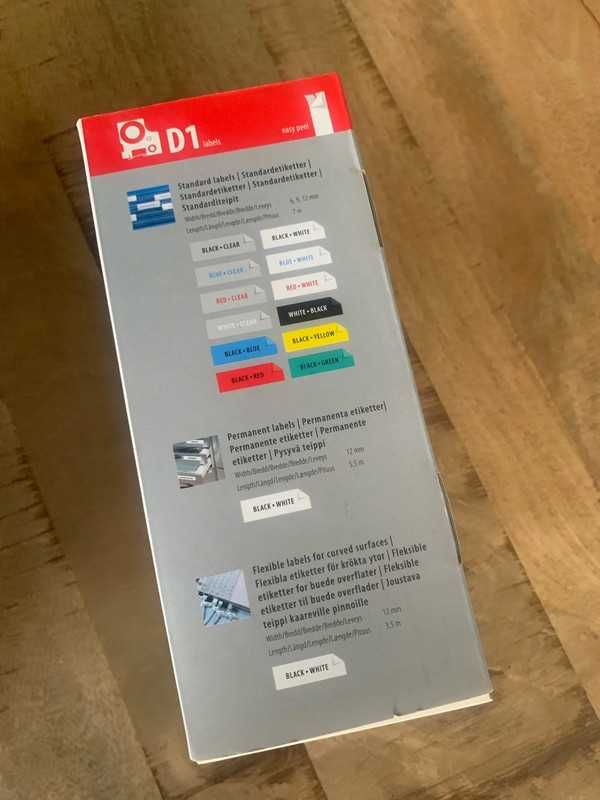 D1 labels
easy peel
Standard labels | Standardetiketter |
Standardetiketter | Standardetiketter |
Standarditeipit
Width/Bredd/Bredde/Bredde/Leveys 6, 9, 12 mm
Length/Längd/Lengde/Længde/Pituus 7 m
BLACK • CLEAR BLACK • WHITE
BLUE • CLEAR BLUE • WHITE
RED • CLEAR RED • WHITE
WHITE • CLEAR WHITE • BLACK
BLACK • BLUE BLACK • YELLOW
BLACK • RED BLACK • GREEN
Permanent labels | Permanenta etiketter|
Permanente etiketter | Permanente
etiketter | Pysyvä teippi
Width/Bredd/Bredde/Bredde/Leveys 12 mm
Length/Längd/Lengde/Længde/Pituus 5,5 m
BLACK • WHITE
Flexible labels for curved surfaces |
Flexibla etiketter för krökta ytor | Fleksible
etiketter for buede overflater | Fleksible
etiketter til buede overflader | Joustava
teippi kaareville pinnoille
Width/Bredd/Bredde/Bredde/Leveys 12 mm
Length/Längd/Lengde/Længde/Pituus 3,5 m
BLACK • WHITE